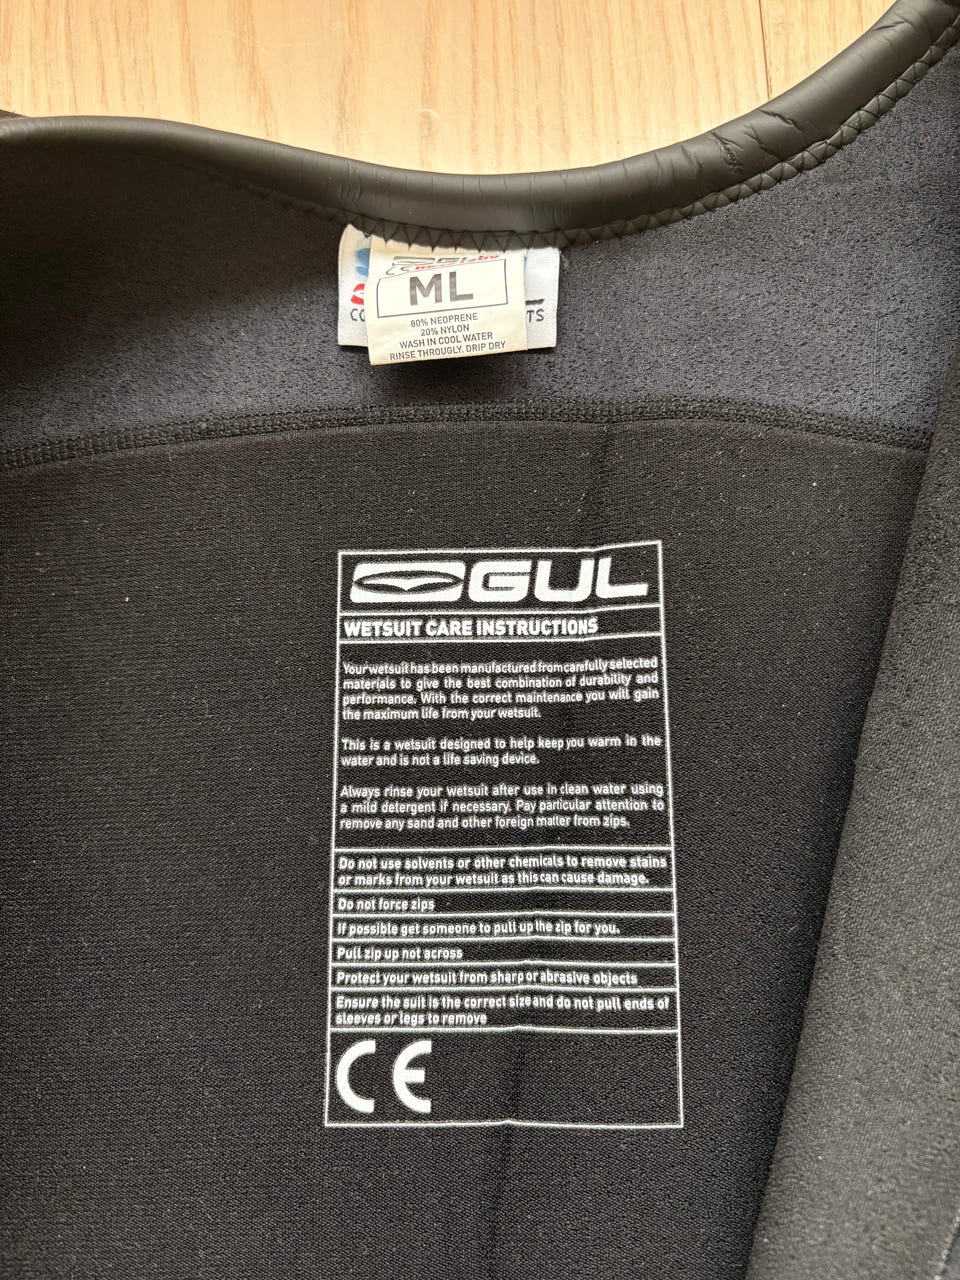 ML
80% NEOPRENE
20% NYLON
WASH IN COOL WATER
RINSE THROUGLY, DRIP DRY
GUL
WETSUIT CARE INSTRUCTIONS
Your wetsuit has been manufactured from carefully selected
materials to give the best combination of durability and
performance. With the correct maintenance you will gain
the maximum life from your wetsuit.
This is a wetsuit designed to help keep you warm in the
water and is not a life saving device.
Always rinse your wetsuit after use in clean water using
a mild detergent if necessary. Pay particular attention to
remove any sand and other foreign matter from zips.
Do not use solvents or other chemicals to remove stains
or marks from your wetsuit as this can cause damage.
Do not force zips
If possible get someone to pull up the zip for you.
Pull zip up not across
Protect your wetsuit from sharp or abrasive objects
Ensure the suit is the correct size and do not pull ends of
sleeves or legs to remove
CE